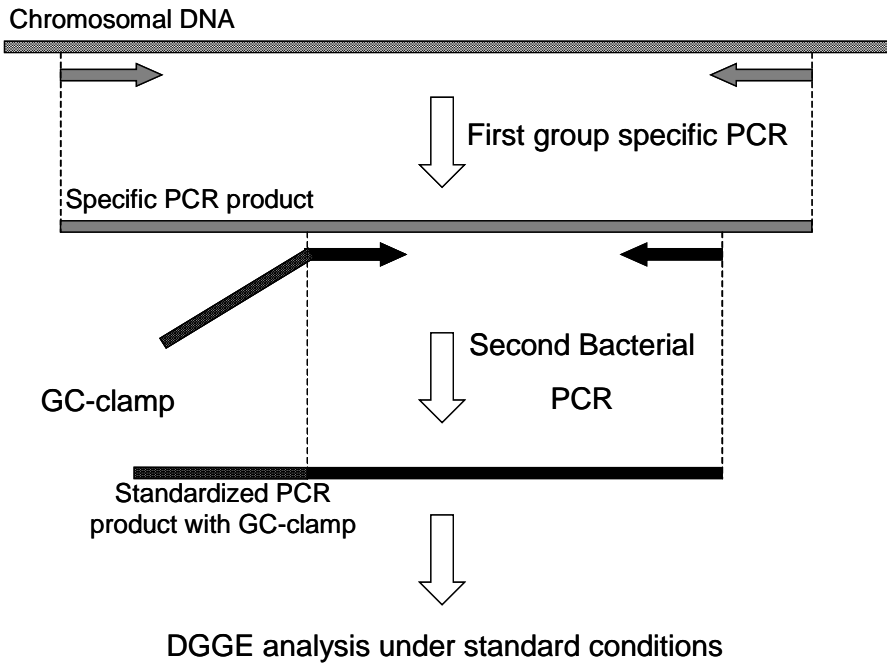 Chromosomal DNA
First group specific PCR
Specific PCR product
Second Bacterial
PCR
GC-clamp
Standardized PCR
product with GC-clamp
DGGE analysis under standard conditions